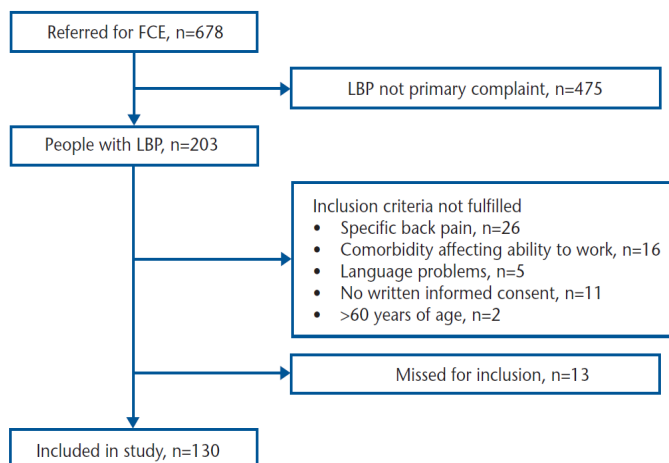 Referred for FCE, n=678
LBP not primary complaint, n=475
People with LBP, n=203
Inclusion criteria not fulfilled
• Specific back pain, n=26
• Comorbidity affecting ability to work, n=16
• Language problems, n=5
• No written informed consent, n=11
• >60 years of age, n=2
Missed for inclusion, n=13
Included in study, n=130